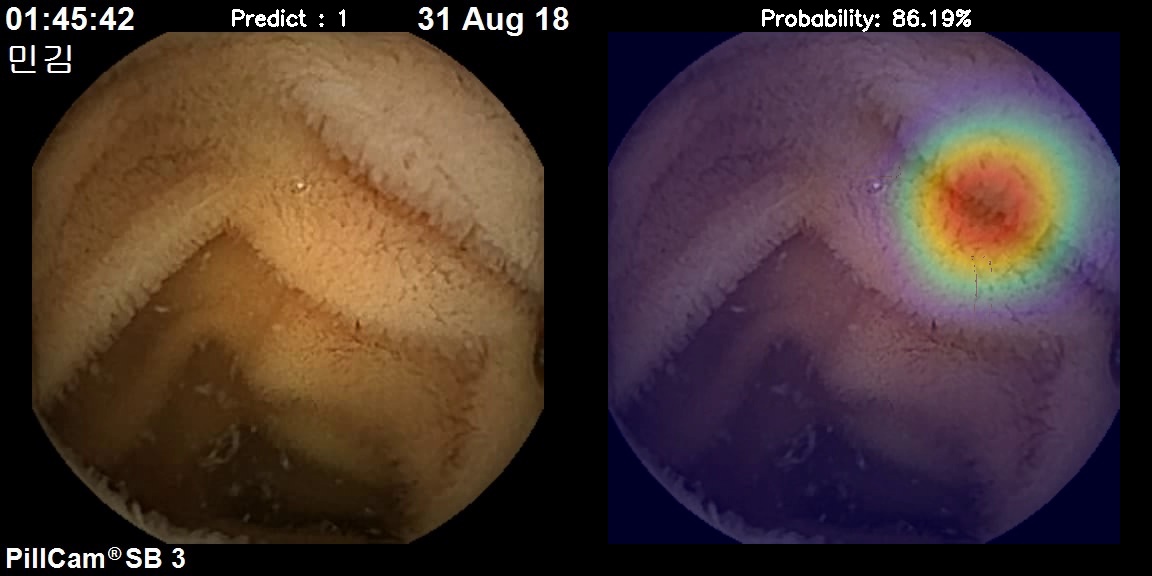 01:45:42
Predict : 1
31 Aug 18
Probability: 86.19%
민김
PillCam® SB 3